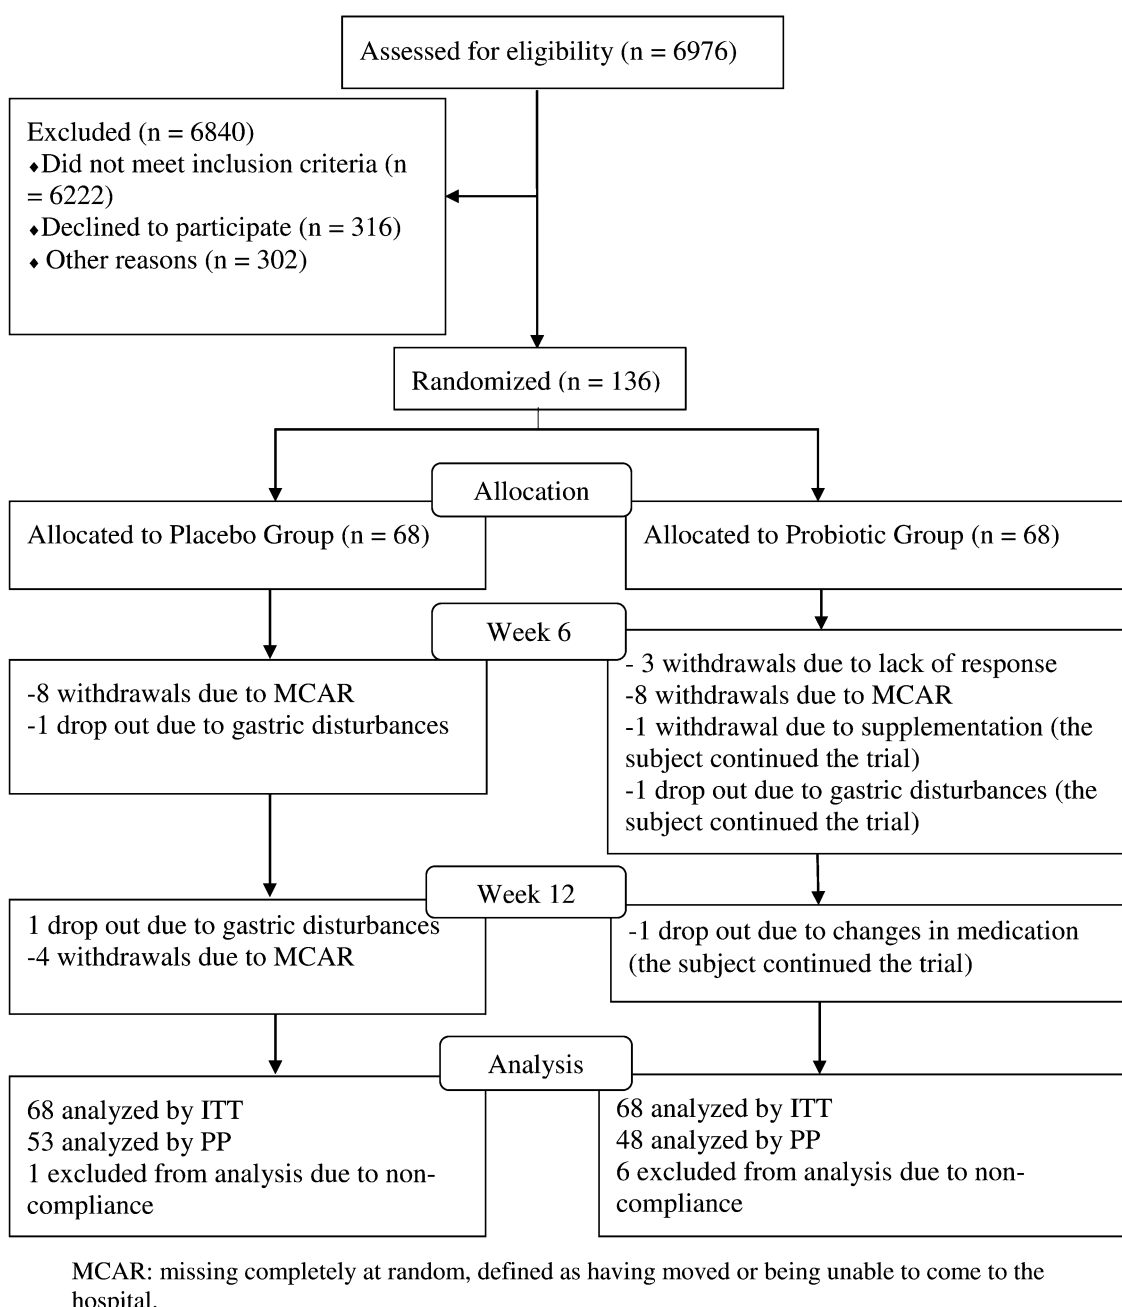 Assessed for eligibility (n = 6976)
Excluded (n = 6840)
⬧Did not meet inclusion criteria (n
= 6222)
⬧Declined to participate (n = 316)
⬧ Other reasons (n = 302)
Randomized (n = 136)
Allocation
Allocated to Placebo Group (n = 68)
Allocated to Probiotic Group (n = 68)
Week 6
-8 withdrawals due to MCAR
-1 drop out due to gastric disturbances
- 3 withdrawals due to lack of response
-8 withdrawals due to MCAR
-1 withdrawal due to supplementation (the
subject continued the trial)
-1 drop out due to gastric disturbances (the
subject continued the trial)
Week 12
1 drop out due to gastric disturbances
-4 withdrawals due to MCAR
-1 drop out due to changes in medication
(the subject continued the trial)
Analysis
68 analyzed by ITT
53 analyzed by PP
1 excluded from analysis due to non-
compliance
68 analyzed by ITT
48 analyzed by PP
6 excluded from analysis due to non-
compliance
MCAR: missing completely at random, defined as having moved or being unable to come to the
hospital.